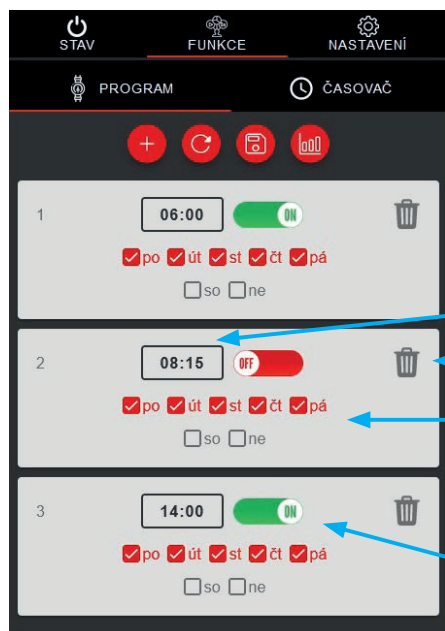 STAV FUNKCE NASTAVENÍ
PROGRAM ČASOVAČ
1 06:00 ON
po út st čt pá
so ne
2 08:15 OFF
po út st čt pá
so ne
3 14:00 ON
po út st čt pá
so ne